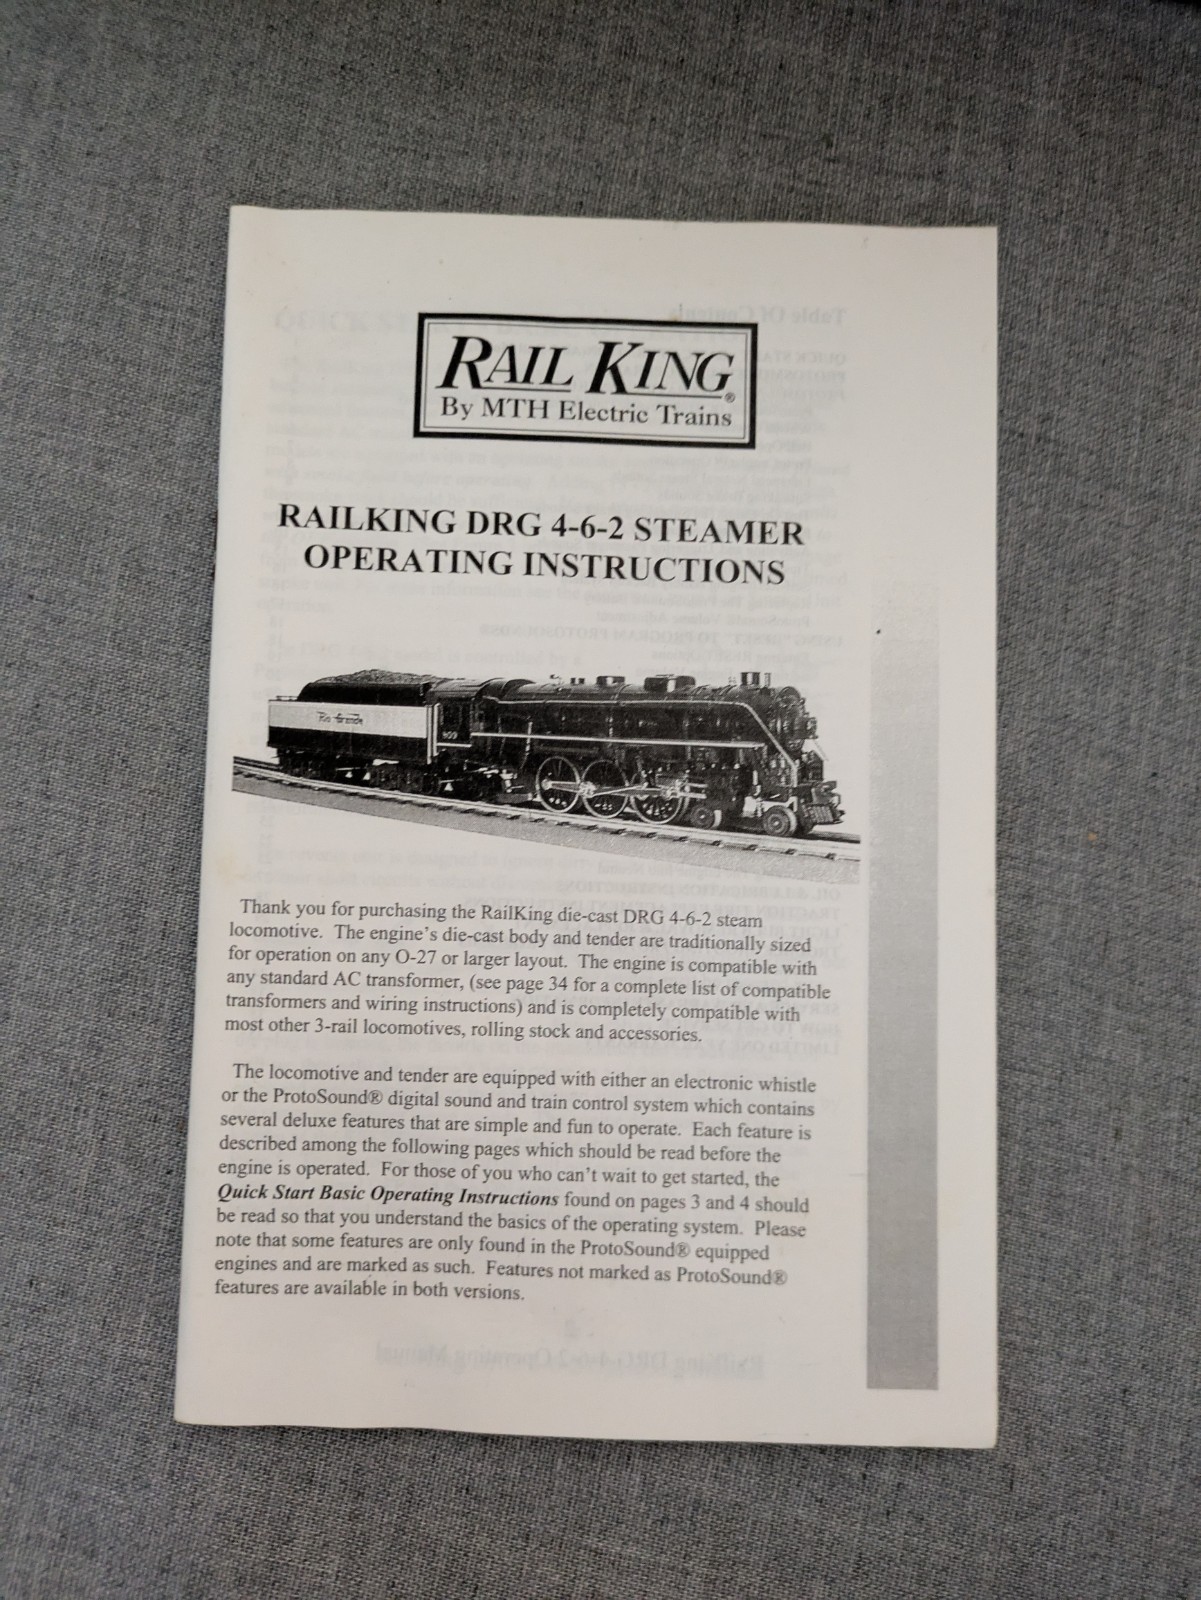 RAIL KING®
By MTH Electric Trains
RAILKING DRG 4-6-2 STEAMER
OPERATING INSTRUCTIONS
Rio Grande
809
Thank you for purchasing the RailKing die-cast DRG 4-6-2 steam
locomotive. The engine's die-cast body and tender are traditionally sized
for operation on any O-27 or larger layout. The engine is compatible with
any standard AC transformer, (see page 34 for a complete list of compatible
transformers and wiring instructions) and is completely compatible with
most other 3-rail locomotives, rolling stock and accessories.
The locomotive and tender are equipped with either an electronic whistle
or the ProtoSound® digital sound and train control system which contains
several deluxe features that are simple and fun to operate. Each feature is
described among the following pages which should be read before the
engine is operated. For those of you who can't wait to get started, the
Quick Start Basic Operating Instructions found on pages 3 and 4 should
be read so that you understand the basics of the operating system. Please
note that some features are only found in the ProtoSound® equipped
engines and are marked as such. Features not marked as ProtoSound®
features are available in both versions.